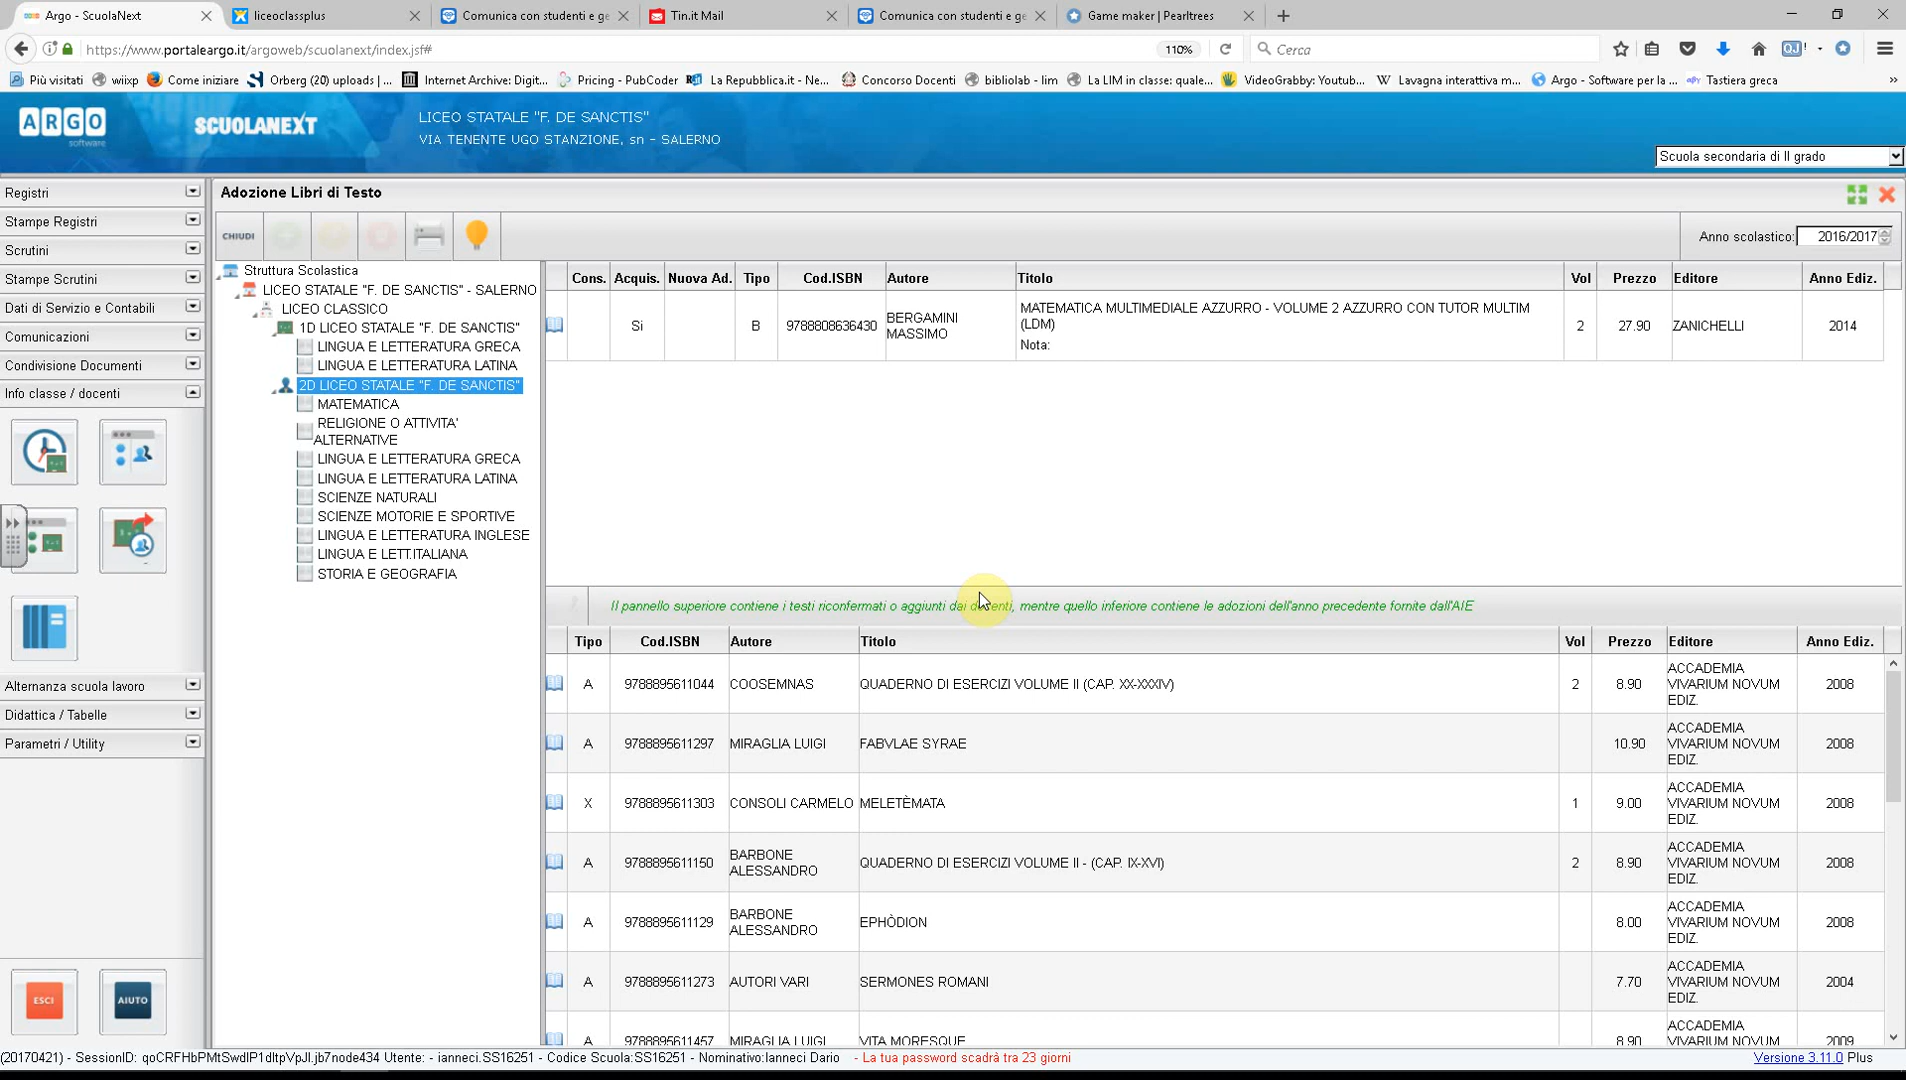 Argo - ScuolaNext
liceoclassplus
Comunica con studenti e ge
Tin.it Mail
Comunica con studenti e ge
Game maker | Pearltrees
https://www.portaleargo.it/argoweb/scuolanext/index.jsf#
110%
Cerca
Più visitati
wiixp
Come iniziare
Orberg (20) uploads | ...
Internet Archive: Digit...
Pricing - PubCoder
La Repubblica.it - Ne...
Concorso Docenti
bibliolab - lim
La LIM in classe: quale...
VideoGrabby: Youtub...
Lavagna interattiva m...
Argo - Software per la ...
Tastiera greca
ARGO
software
SCUOLANEXT
LICEO STATALE "F. DE SANCTIS"
VIA TENENTE UGO STANZIONE, sn - SALERNO
Scuola secondaria di II grado
Registri
Stampe Registri
Scrutini
Stampe Scrutini
Dati di Servizio e Contabili
Comunicazioni
Condivisione Documenti
Info classe / docenti
Alternanza scuola lavoro
Didattica / Tabelle
Parametri / Utility
ESCI
AIUTO
Adozione Libri di Testo
CHIUDI
Anno scolastico: 2016/2017
Struttura Scolastica
LICEO STATALE "F. DE SANCTIS" - SALERNO
LICEO CLASSICO
1D LICEO STATALE "F. DE SANCTIS"
LINGUA E LETTERATURA GRECA
LINGUA E LETTERATURA LATINA
2D LICEO STATALE "F. DE SANCTIS"
MATEMATICA
RELIGIONE O ATTIVITA'
ALTERNATIVE
LINGUA E LETTERATURA GRECA
LINGUA E LETTERATURA LATINA
SCIENZE NATURALI
SCIENZE MOTORIE E SPORTIVE
LINGUA E LETTERATURA INGLESE
LINGUA E LETT.ITALIANA
STORIA E GEOGRAFIA
Cons. Acquis. Nuova Ad. Tipo Cod.ISBN Autore Titolo Vol Prezzo Editore Anno Ediz.
Si B 9788808636430 BERGAMINI MASSIMO MATEMATICA MULTIMEDIALE AZZURRO - VOLUME 2 AZZURRO CON TUTOR MULTIM (LDM) 2 27.90 ZANICHELLI 2014
Nota:
Il pannello superiore contiene i testi riconfermati o aggiunti dai docenti, mentre quello inferiore contiene le adozioni dell'anno precedente fornite dall'AIE
Tipo Cod.ISBN Autore Titolo Vol Prezzo Editore Anno Ediz.
A 9788895611044 COOSEMNAS QUADERNO DI ESERCIZI VOLUME II (CAP. XX-XXXIV) 2 8.90 ACCADEMIA VIVARIUM NOVUM EDIZ. 2008
A 9788895611297 MIRAGLIA LUIGI FABVLAE SYRAE 10.90 ACCADEMIA VIVARIUM NOVUM EDIZ. 2008
X 9788895611303 CONSOLI CARMELO MELETÈMATA 1 9.00 ACCADEMIA VIVARIUM NOVUM EDIZ. 2008
A 9788895611150 BARBONE ALESSANDRO QUADERNO DI ESERCIZI VOLUME II - (CAP. IX-XVI) 2 8.90 ACCADEMIA VIVARIUM NOVUM EDIZ. 2008
A 9788895611129 BARBONE ALESSANDRO EPHÒDION 8.00 ACCADEMIA VIVARIUM NOVUM EDIZ. 2008
A 9788895611273 AUTORI VARI SERMONES ROMANI 7.70 ACCADEMIA VIVARIUM NOVUM EDIZ. 2004
A 9788895611457 MIRAGLIA LUIGI VITA MORESQUE 8.90 ACCADEMIA VIVARIUM NOVUM 2009
(20170421) - SessionID: qoCRFHbPMtSwdIP1dltpVpJI.jb7node434 Utente: - ianneci.SS16251 - Codice Scuola:SS16251 - Nominativo:Ianneci Dario - La tua password scadrà tra 23 giorni
Versione 3.11.0 Plus